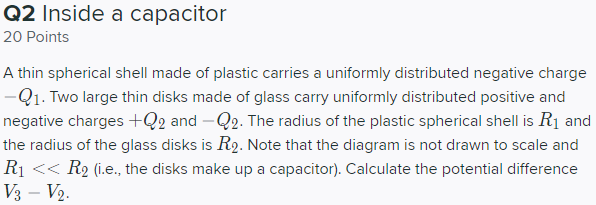 Q2 Inside a capacitor
20 Points
A thin spherical shell made of plastic carries a uniformly distributed negative charge
−Q₁. Two large thin disks made of glass carry uniformly distributed positive and
negative charges +Q₂ and −Q₂. The radius of the plastic spherical shell is R₁ and
the radius of the glass disks is R₂. Note that the diagram is not drawn to scale and
R₁ << R₂ (i.e., the disks make up a capacitor). Calculate the potential difference
V₃ − V₂.